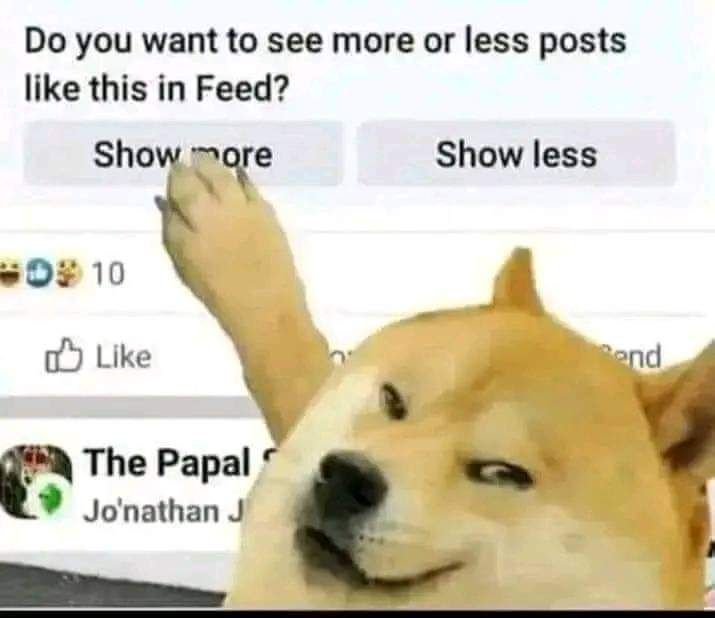 Do you want to see more or less posts
like this in Feed?
Show more
Show less
10
Like
The Papal
Jo'nathan J